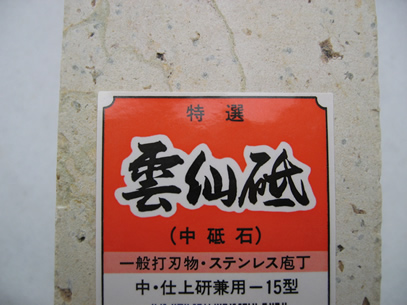 特選
雲仙砥
(中砥石)
一般打刃物・ステンレス庖丁
中・仕上研兼用-15型